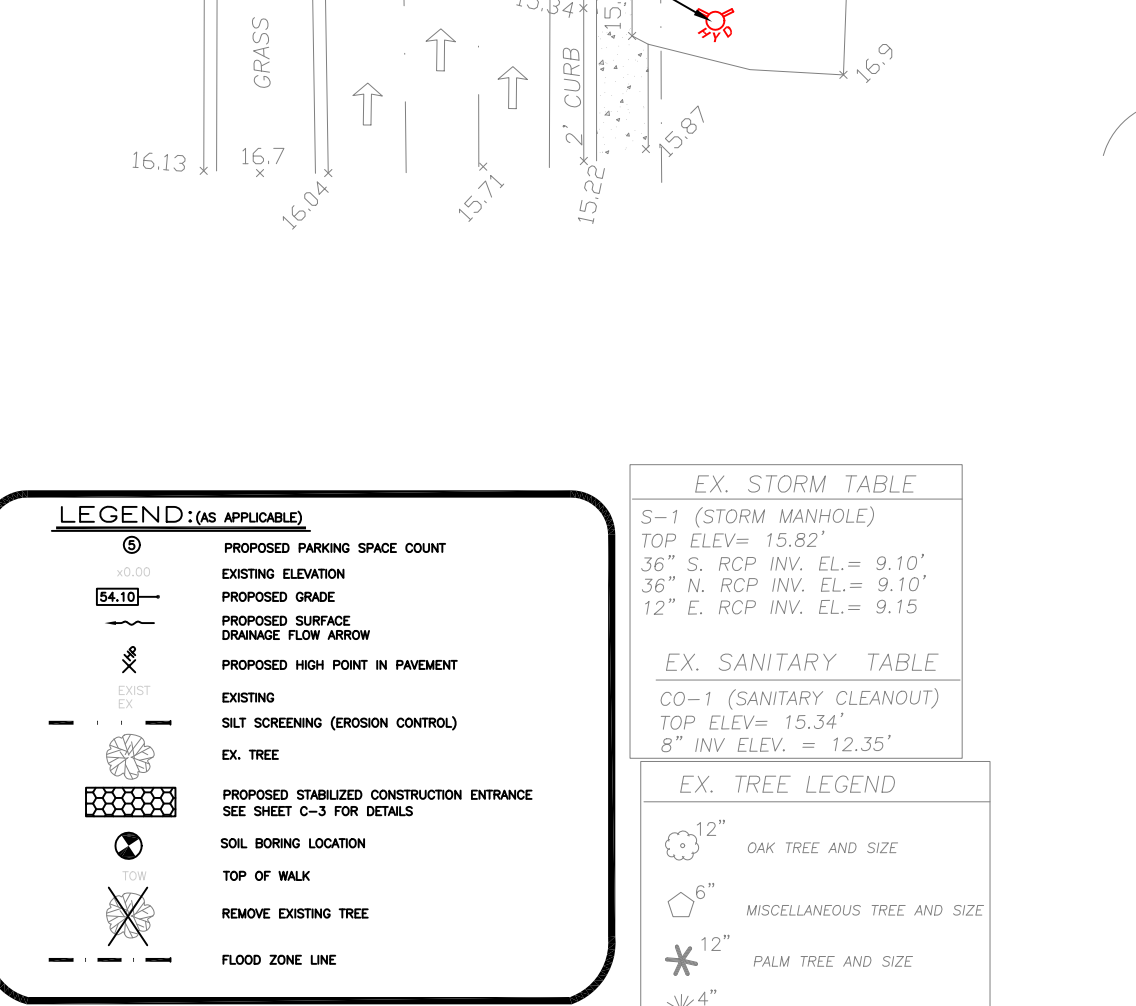 15.34
15.
HYD
GRASS
2' CURB
16.9
15.87
16.13
16.7
16.04
15.71
15.22
LEGEND:(AS APPLICABLE)
5 PROPOSED PARKING SPACE COUNT
x0.00 EXISTING ELEVATION
54.10 PROPOSED GRADE
PROPOSED SURFACE
DRAINAGE FLOW ARROW
HP PROPOSED HIGH POINT IN PAVEMENT
EXIST
EX
EXISTING
SILT SCREENING (EROSION CONTROL)
EX. TREE
PROPOSED STABILIZED CONSTRUCTION ENTRANCE
SEE SHEET C-3 FOR DETAILS
SOIL BORING LOCATION
TOW TOP OF WALK
REMOVE EXISTING TREE
FLOOD ZONE LINE
EX. STORM TABLE
S-1 (STORM MANHOLE)
TOP ELEV= 15.82'
36" S. RCP INV. EL.= 9.10'
36" N. RCP INV. EL.= 9.10'
12" E. RCP INV. EL.= 9.15
EX. SANITARY TABLE
CO-1 (SANITARY CLEANOUT)
TOP ELEV= 15.34'
8" INV ELEV. = 12.35'
EX. TREE LEGEND
12" OAK TREE AND SIZE
6" MISCELLANEOUS TREE AND SIZE
12" PALM TREE AND SIZE
4"